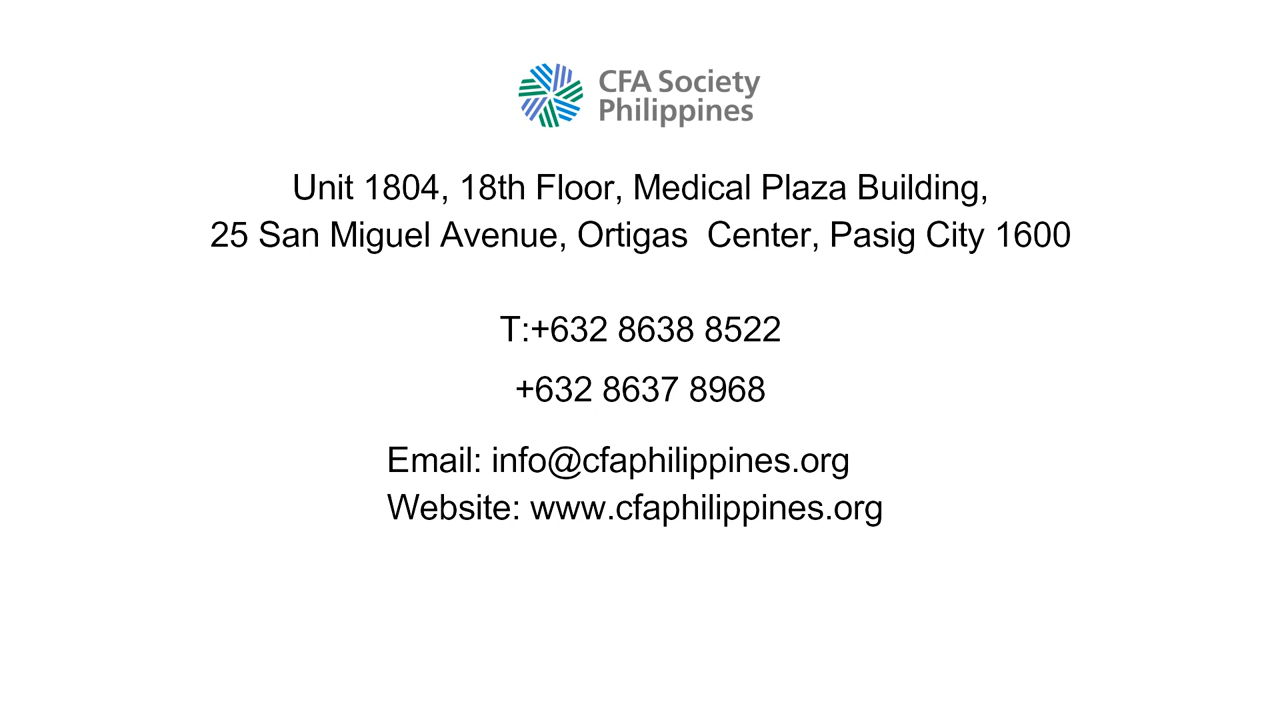 CFA Society
Philippines
Unit 1804, 18th Floor, Medical Plaza Building,
25 San Miguel Avenue, Ortigas  Center, Pasig City 1600
T:+632 8638 8522
+632 8637 8968
Email: info@cfaphilippines.org
Website: www.cfaphilippines.org